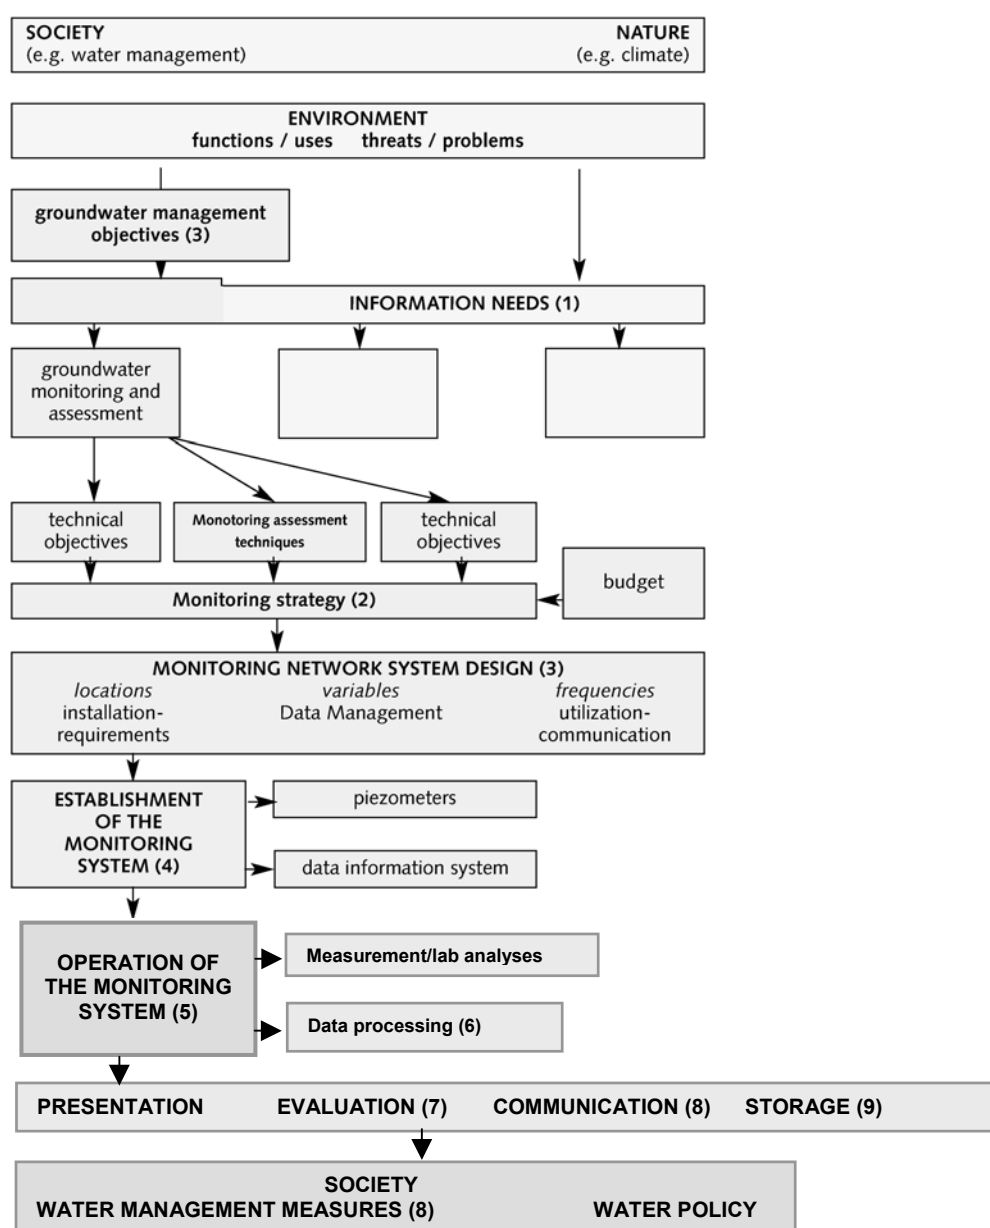 SOCIETY
(e.g. water management)
NATURE
(e.g. climate)
ENVIRONMENT
functions / uses threats / problems
groundwater management
objectives (3)
INFORMATION NEEDS (1)
groundwater
monitoring and
assessment
technical
objectives
Monotoring assessment
techniques
technical
objectives
budget
Monitoring strategy (2)
MONITORING NETWORK SYSTEM DESIGN (3)
locations
installation-
requirements
variables
Data Management
frequencies
utilization-
communication
ESTABLISHMENT
OF THE
MONITORING
SYSTEM (4)
piezometers
data information system
OPERATION OF
THE MONITORING
SYSTEM (5)
Measurement/lab analyses
Data processing (6)
PRESENTATION EVALUATION (7) COMMUNICATION (8) STORAGE (9)
SOCIETY
WATER MANAGEMENT MEASURES (8) WATER POLICY